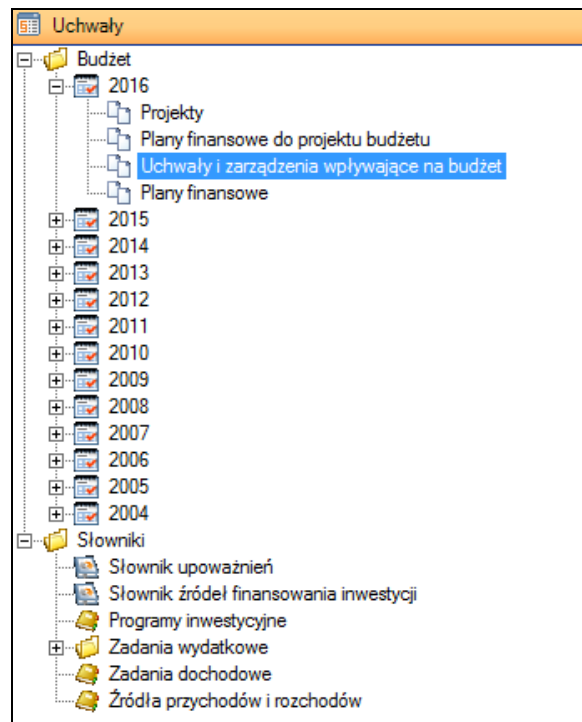 Uchwały
Budżet
2016
Projekty
Plany finansowe do projektu budżetu
Uchwały i zarządzenia wpływające na budżet
Plany finansowe
2015
2014
2013
2012
2011
2010
2009
2008
2007
2006
2005
2004
Słowniki
Słownik upoważnień
Słownik źródeł finansowania inwestycji
Programy inwestycyjne
Zadania wydatkowe
Zadania dochodowe
Źródła przychodów i rozchodów